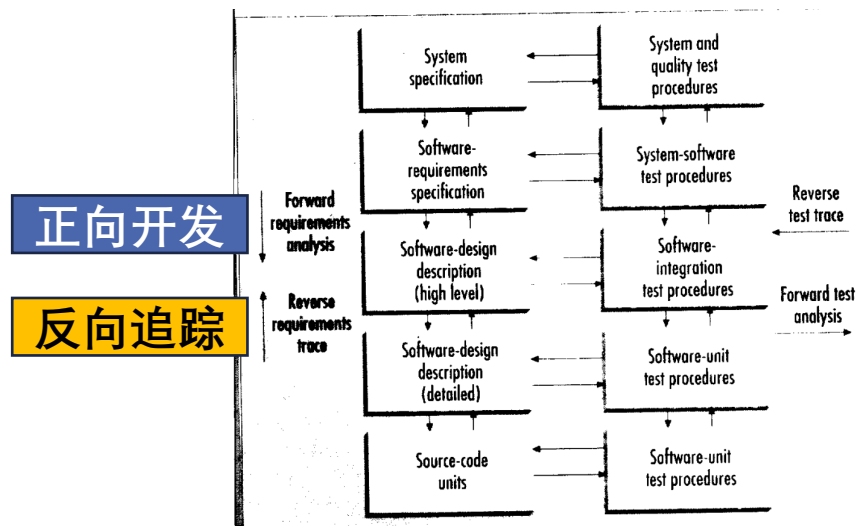 System
specification
System and
quality test
procedures
Software-
requirements
specification
System-software
test procedures
正向开发
Forward
requirements
analysis
Reverse
test trace
Software-design
description
(high level)
Software-
integration
test procedures
反向追踪
Reverse
requirements
trace
Forward test
analysis
Software-design
description
(detailed)
Software-unit
test procedures
Source-code
units
Software-unit
test procedures